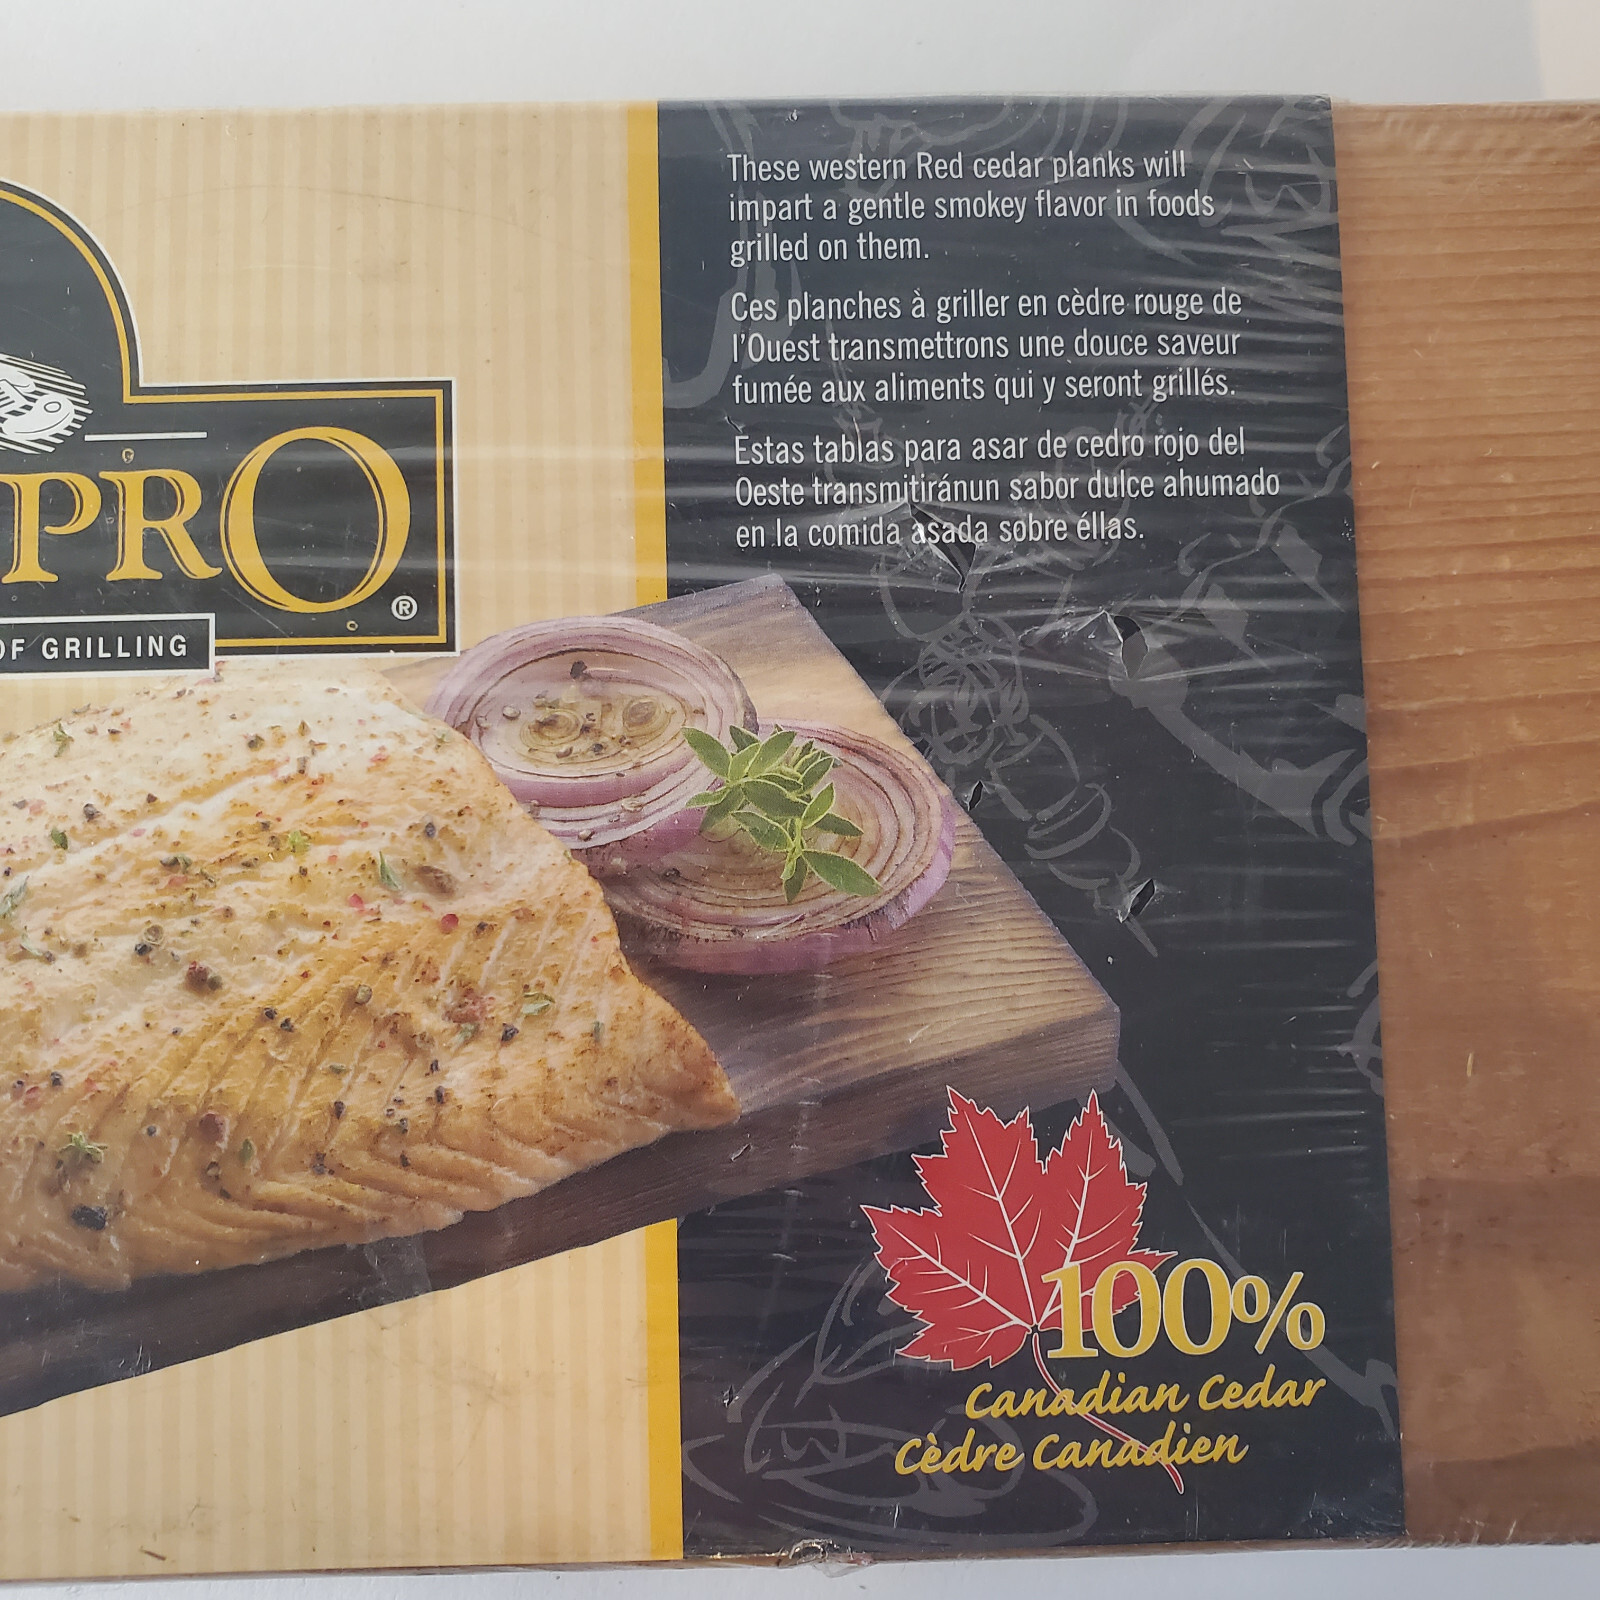 These western Red cedar planks will
impart a gentle smokey flavor in foods
grilled on them.
Ces planches à griller en cèdre rouge de
l'Ouest transmettrons une douce saveur
fumée aux aliments qui y seront grillés.
Estas tablas para asar de cedro rojo del
Oeste transmitiránun sabor dulce ahumado
en la comida asada sobre éllas.
PRO®
OF GRILLING
100%
Canadian Cedar
Cèdre Canadien